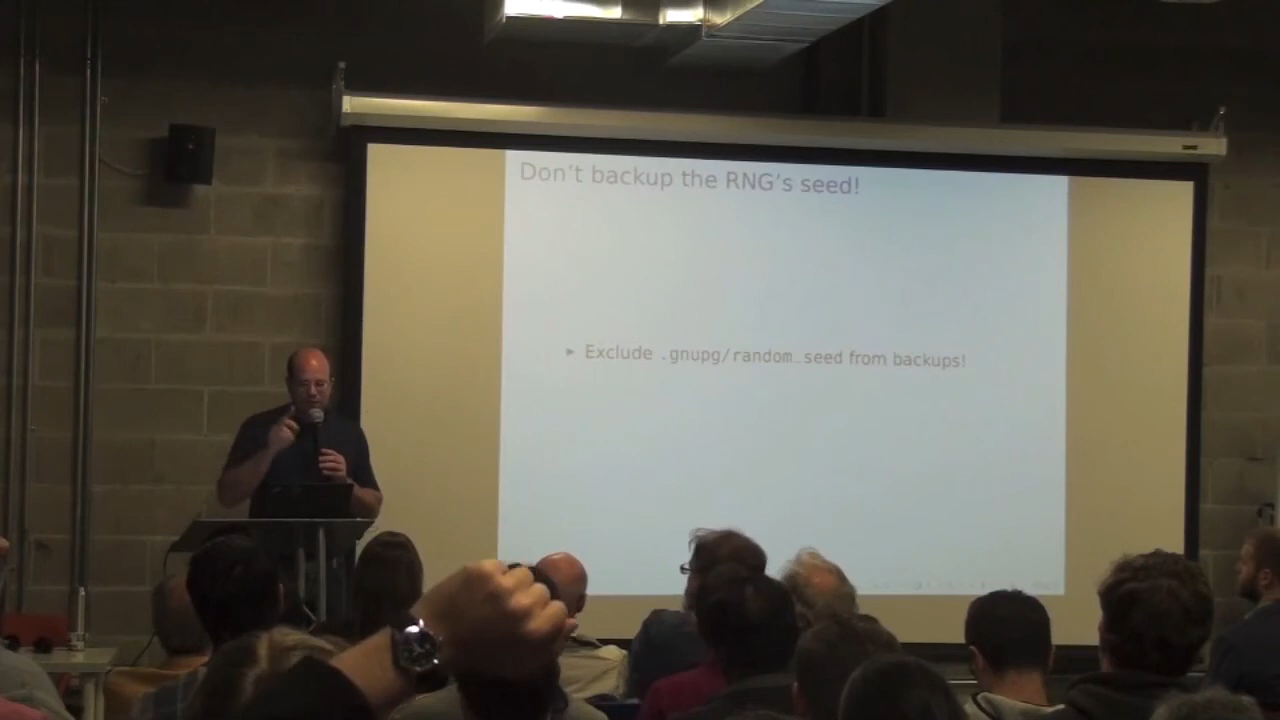 Don't backup the RNG's seed!
▸ Exclude .gnupg/random_seed from backups!